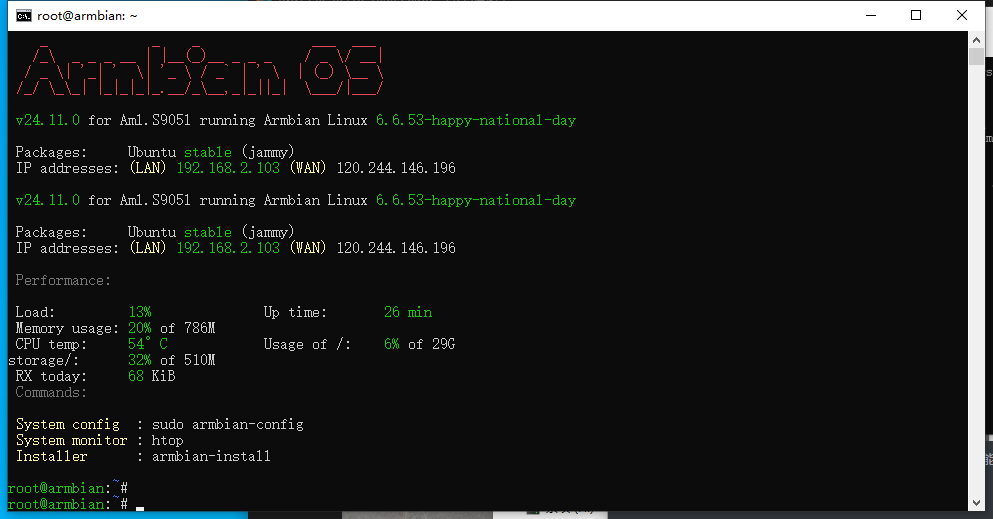 root@armbian: ~
Armbian OS
v24.11.0 for Aml.S9051 running Armbian Linux 6.6.53-happy-national-day
Packages: Ubuntu stable (jammy)
IP addresses: (LAN) 192.168.2.103 (WAN) 120.244.146.196
v24.11.0 for Aml.S9051 running Armbian Linux 6.6.53-happy-national-day
Packages: Ubuntu stable (jammy)
IP addresses: (LAN) 192.168.2.103 (WAN) 120.244.146.196
Performance:
Load: 13% Up time: 26 min
Memory usage: 20% of 786M
CPU temp: 54°C Usage of /: 6% of 29G
storage/: 32% of 510M
RX today: 68 KiB
Commands:
System config : sudo armbian-config
System monitor : htop
Installer : armbian-install
root@armbian:~#
root@armbian:~#